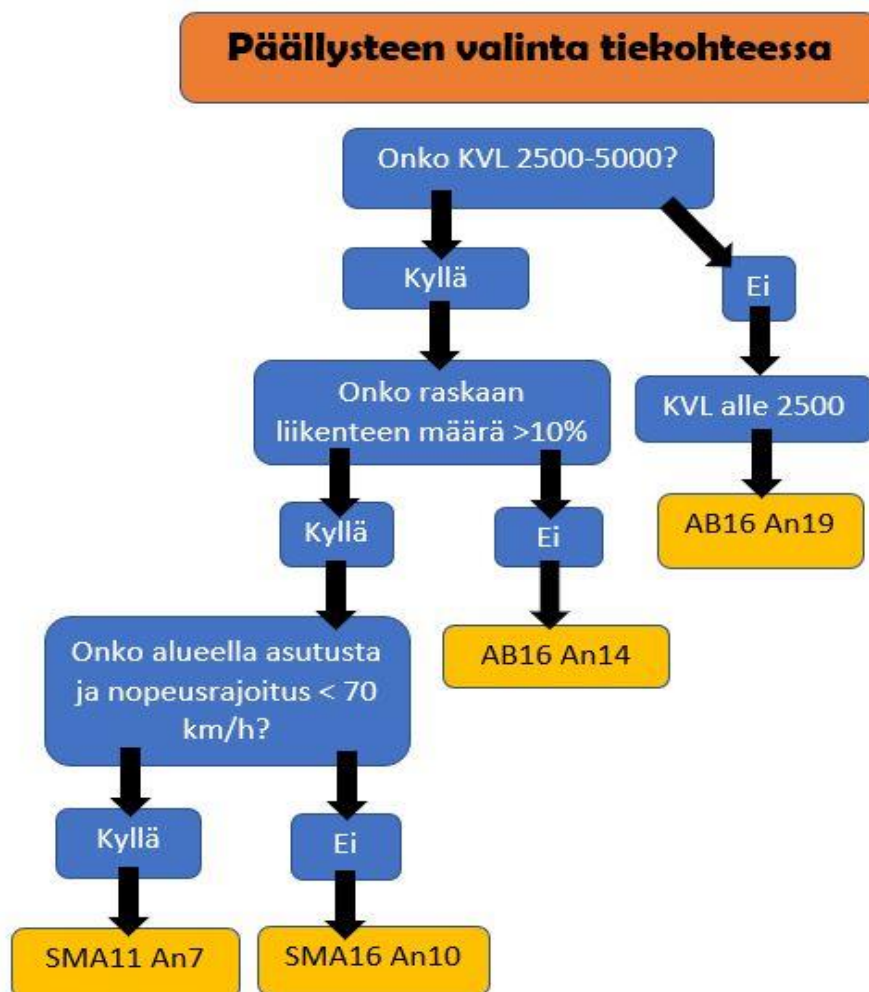 Päällysteen valinta tiekohteessa
Onko KVL 2500-5000?
Kyllä
Ei
Onko raskaan
liikenteen määrä >10%
KVL alle 2500
Kyllä
Ei
AB16 An19
Onko alueella asutusta
ja nopeusrajoitus < 70
km/h?
AB16 An14
Kyllä
Ei
SMA11 An7
SMA16 An10